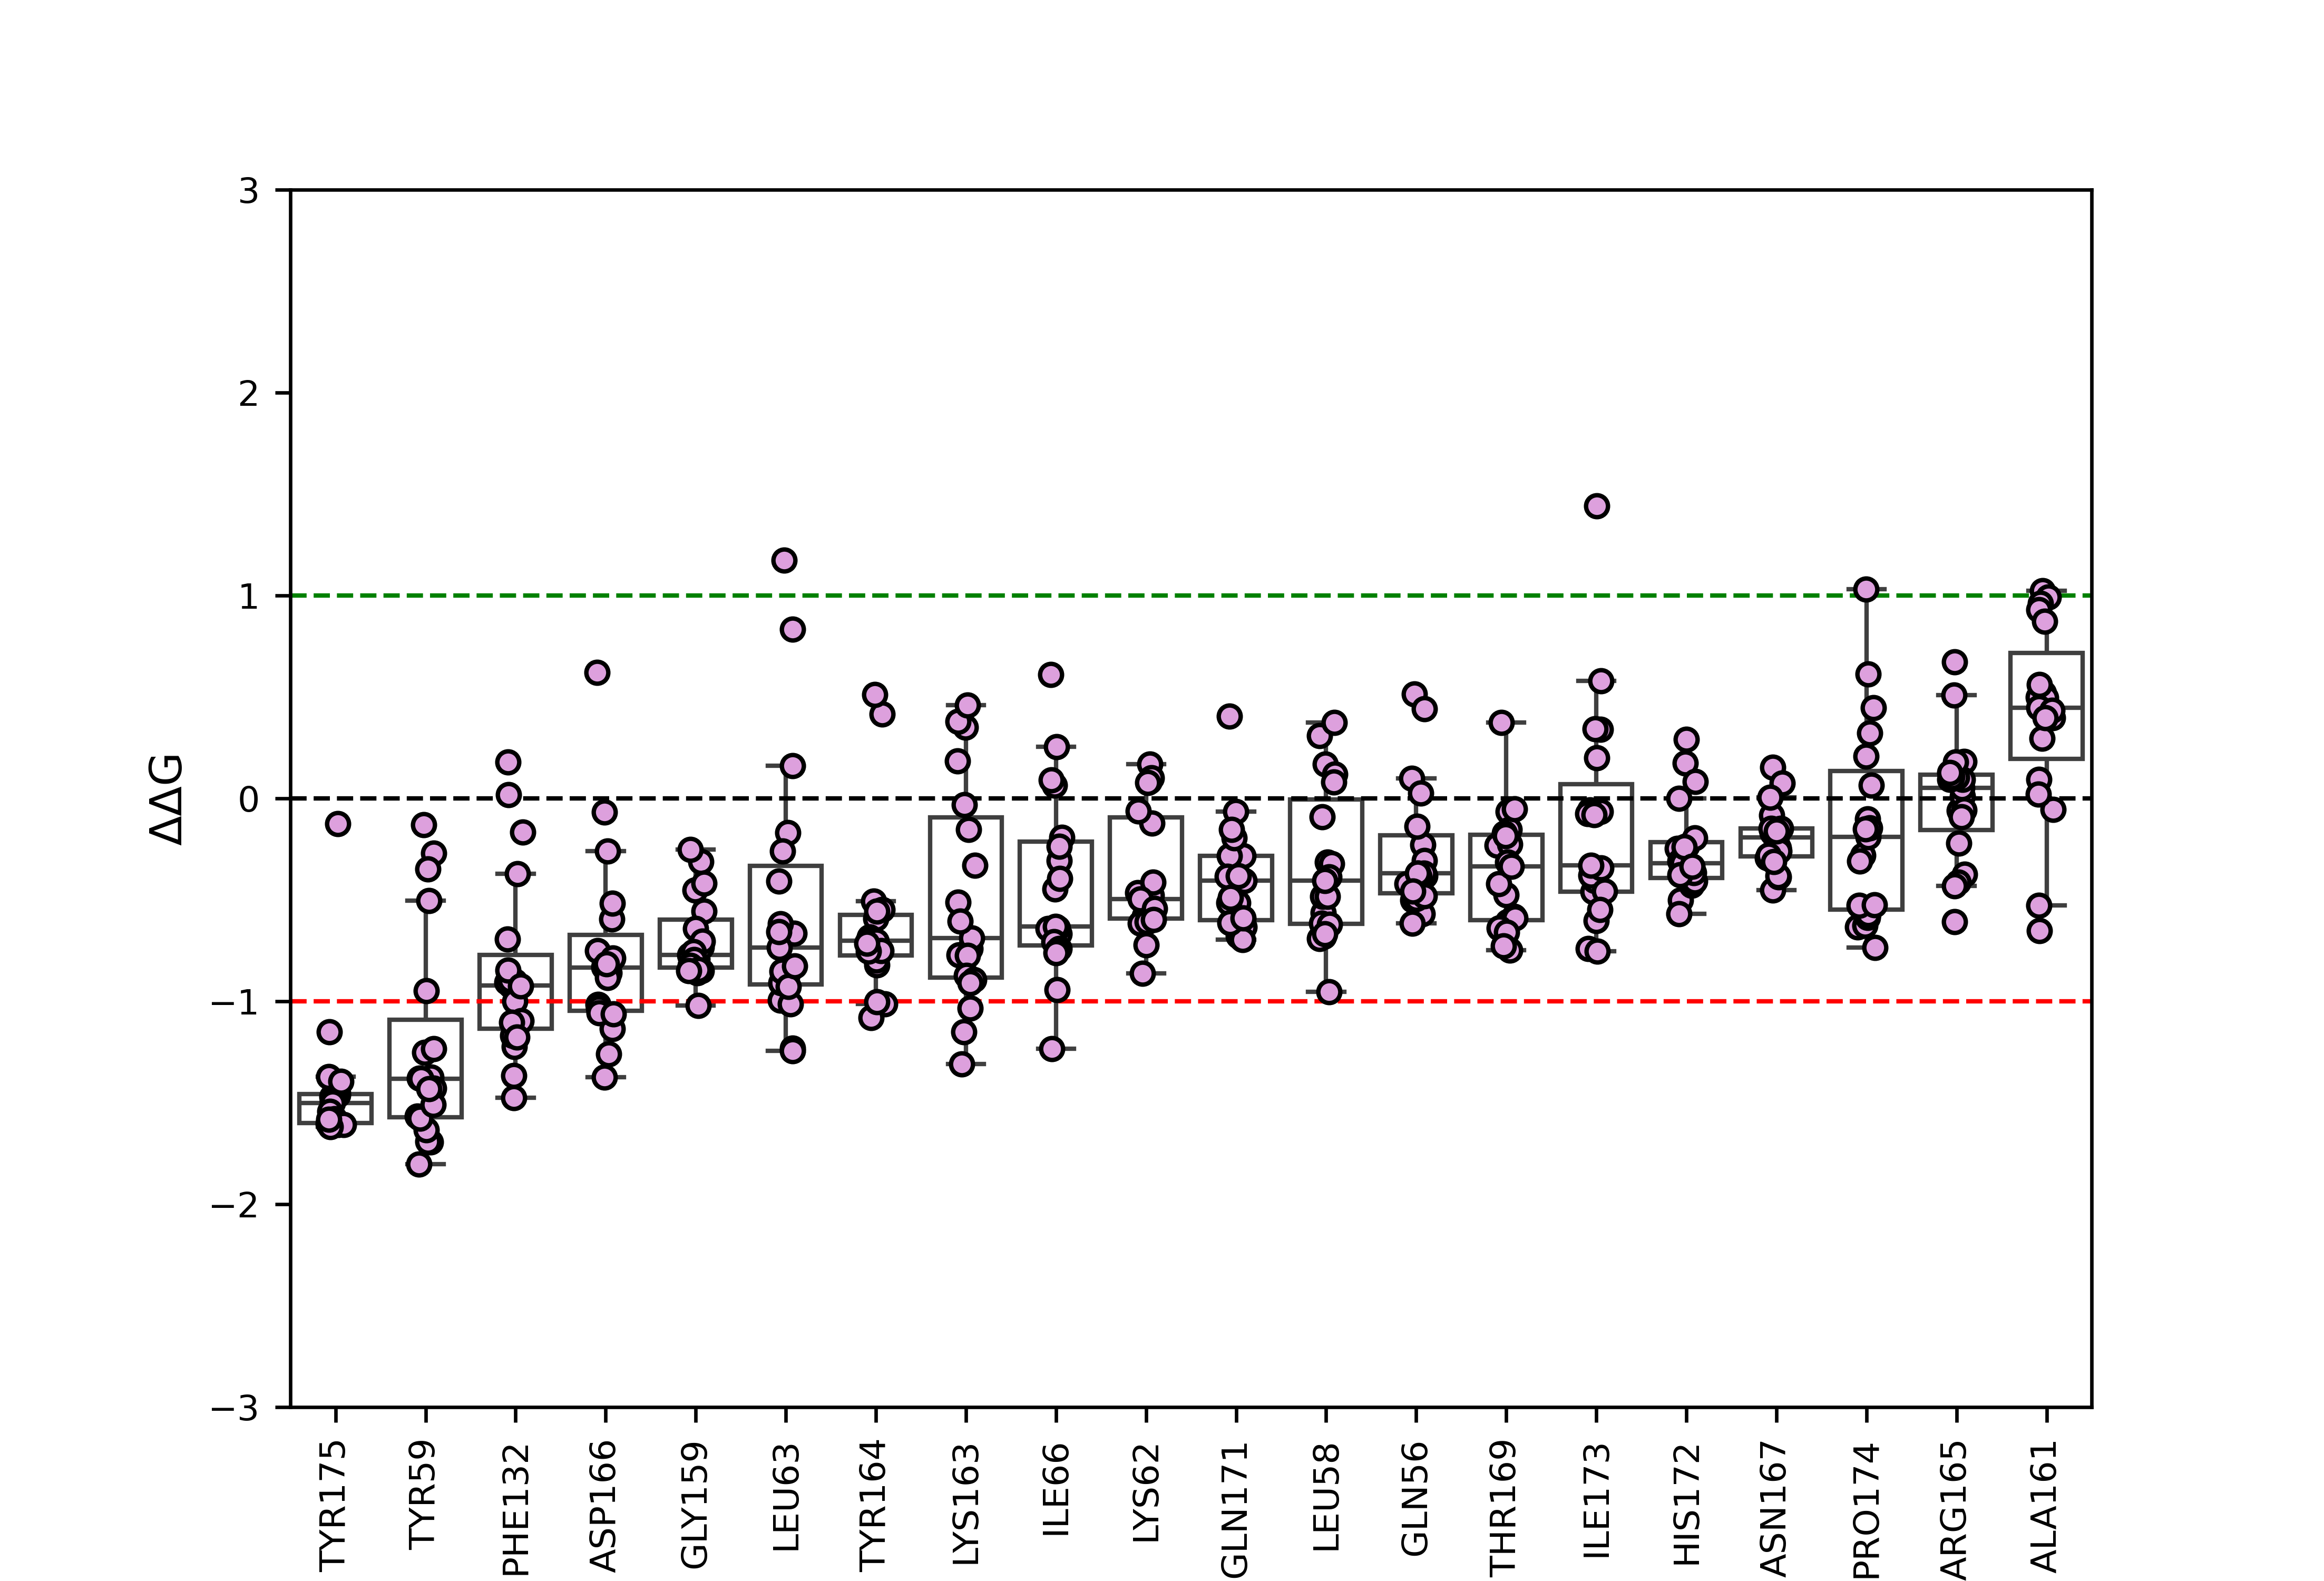 3
2
1
0
−1
−2
−3
ΔΔG
TYR175
TYR59
PHE132
ASP166
GLY159
LEU63
TYR164
LYS163
ILE66
LYS62
GLN171
LEU58
GLN56
THR169
ILE173
HIS172
ASN167
PRO174
ARG165
ALA161